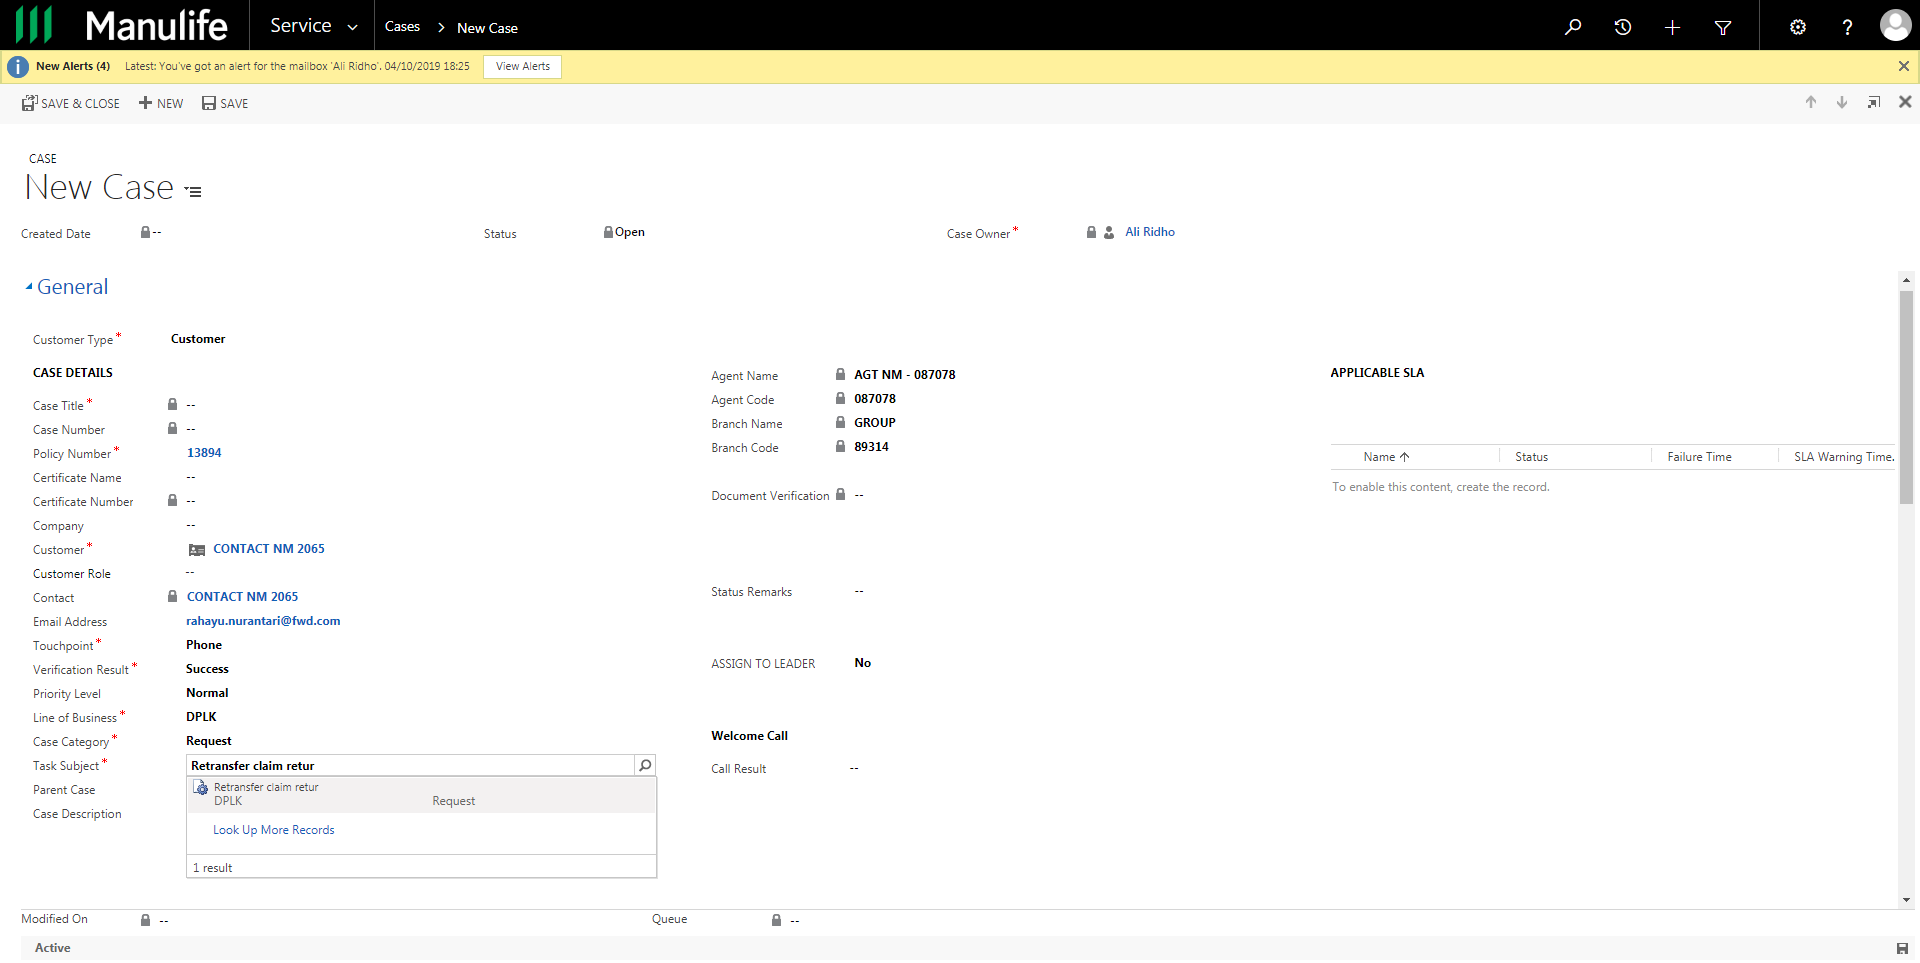 Manulife
Service
Cases
New Case
New Alerts (4) Latest: You've got an alert for the mailbox 'Ali Ridho'. 04/10/2019 18:25 View Alerts
SAVE & CLOSE NEW SAVE
CASE
New Case
Created Date -- Status Open Case Owner* Ali Ridho
General
Customer Type* Customer
CASE DETAILS
Case Title* --
Case Number --
Policy Number* 13894
Certificate Name --
Certificate Number --
Company --
Customer* CONTACT NM 2065
Customer Role --
Contact CONTACT NM 2065
Email Address rahayu.nurantari@fwd.com
Touchpoint* Phone
Verification Result* Success
Priority Level Normal
Line of Business* DPLK
Case Category* Request
Task Subject* Retransfer claim retur
Parent Case
Case Description
Retransfer claim retur
DPLK Request
Look Up More Records
1 result
Agent Name AGT NM - 087078
Agent Code 087078
Branch Name GROUP
Branch Code 89314
Document Verification --
Status Remarks --
ASSIGN TO LEADER No
Welcome Call
Call Result --
APPLICABLE SLA
Name Status Failure Time SLA Warning Time.
To enable this content, create the record.
Modified On -- Queue --
Active